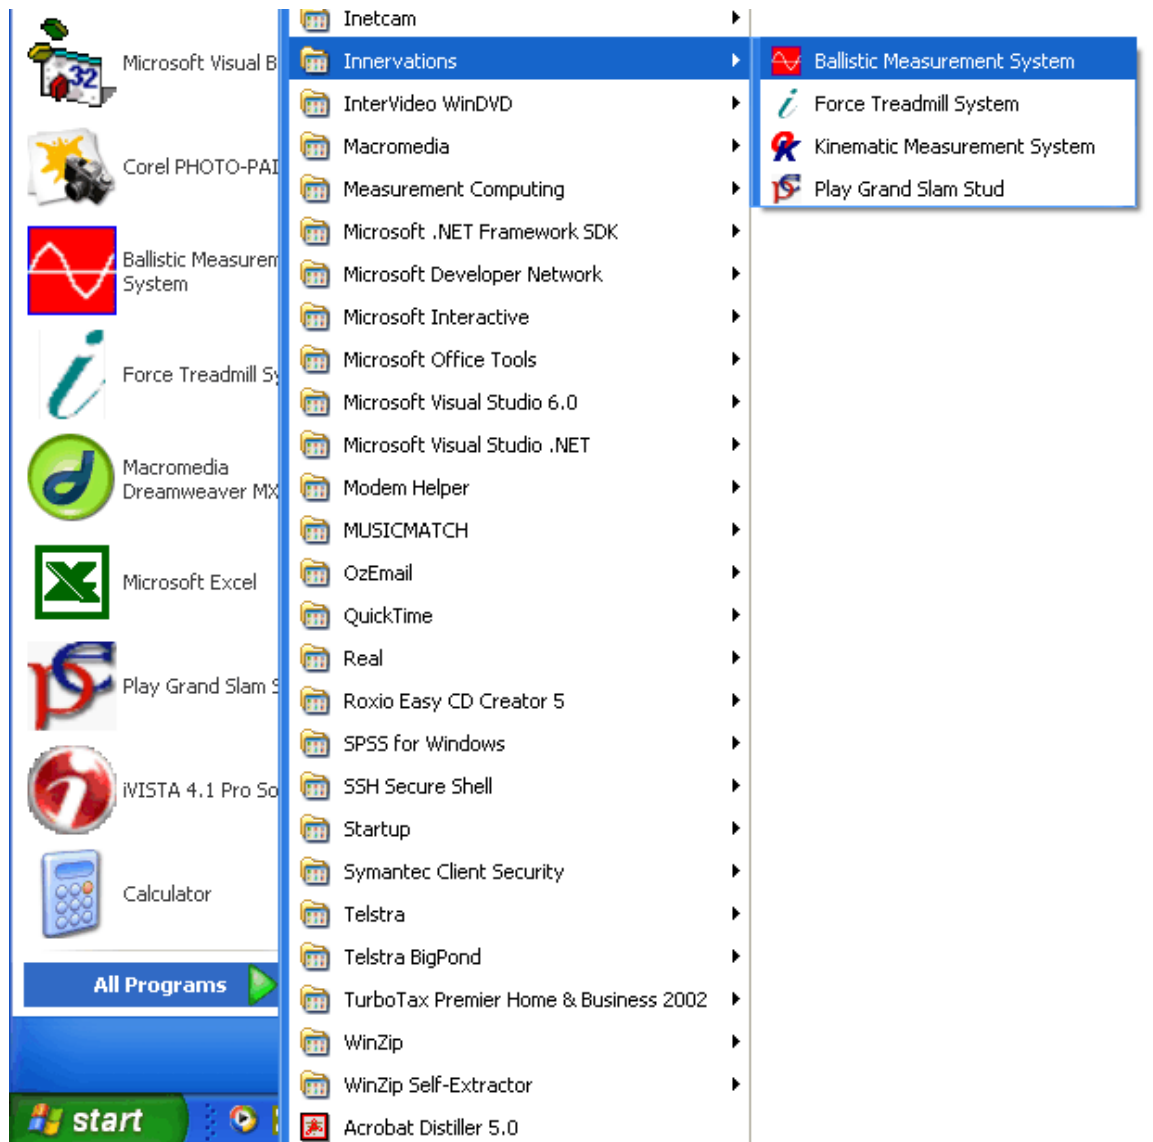 Microsoft Visual B
32
Corel PHOTO-PAI
Ballistic Measurem
System
Force Treadmill Sy
Macromedia
Dreamweaver MX
Microsoft Excel
Play Grand Slam S
iVISTA 4.1 Pro So
Calculator
All Programs
start
Inetcam
Innervations
InterVideo WinDVD
Macromedia
Measurement Computing
Microsoft .NET Framework SDK
Microsoft Developer Network
Microsoft Interactive
Microsoft Office Tools
Microsoft Visual Studio 6.0
Microsoft Visual Studio .NET
Modem Helper
MUSICMATCH
OzEmail
QuickTime
Real
Roxio Easy CD Creator 5
SPSS for Windows
SSH Secure Shell
Startup
Symantec Client Security
Telstra
Telstra BigPond
TurboTax Premier Home & Business 2002
WinZip
WinZip Self-Extractor
Acrobat Distiller 5.0
Ballistic Measurement System
Force Treadmill System
Kinematic Measurement System
Play Grand Slam Stud